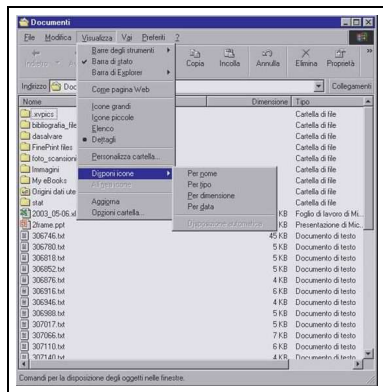 Documenti
File Modifica Visualizza Vai Preferiti ?
Indietro Copia Incolla Annulla Elimina Proprietà »
Indirizzo Doc Collegamenti
Barre degli strumenti
Barra di stato
Barra di Explorer
Come pagina Web
Icone grandi
Icone piccole
Elenco
Dettagli
Personalizza cartella...
Disponi icone
Allinea icone
Aggiorna
Opzioni cartella...
Per nome
Per tipo
Per dimensione
Per data
Disposizione automatica
Nome Dimensione Tipo
.xvpics Cartella di file
bibliografia_file Cartella di file
dasalvare Cartella di file
FinePrint files Cartella di file
foto_scansioni Cartella di file
Immagini Cartella di file
My eBooks Cartella di file
Origini dati ute Cartella di file
stat Cartella di file
2003_05-06.xl KB Foglio di lavoro di Mi...
2frame.ppt KB Presentazione di Mic...
306746.txt 45 KB Documento di testo
306780.txt 5 KB Documento di testo
306818.txt 5 KB Documento di testo
306852.txt 5 KB Documento di testo
306876.txt 4 KB Documento di testo
306916.txt 6 KB Documento di testo
306946.txt 4 KB Documento di testo
306988.txt 5 KB Documento di testo
307017.txt 5 KB Documento di testo
307066.txt 7 KB Documento di testo
307110.txt 6 KB Documento di testo
307140.txt 4 KB Documento di testo
Comandi per la disposizione degli oggetti nelle finestre.